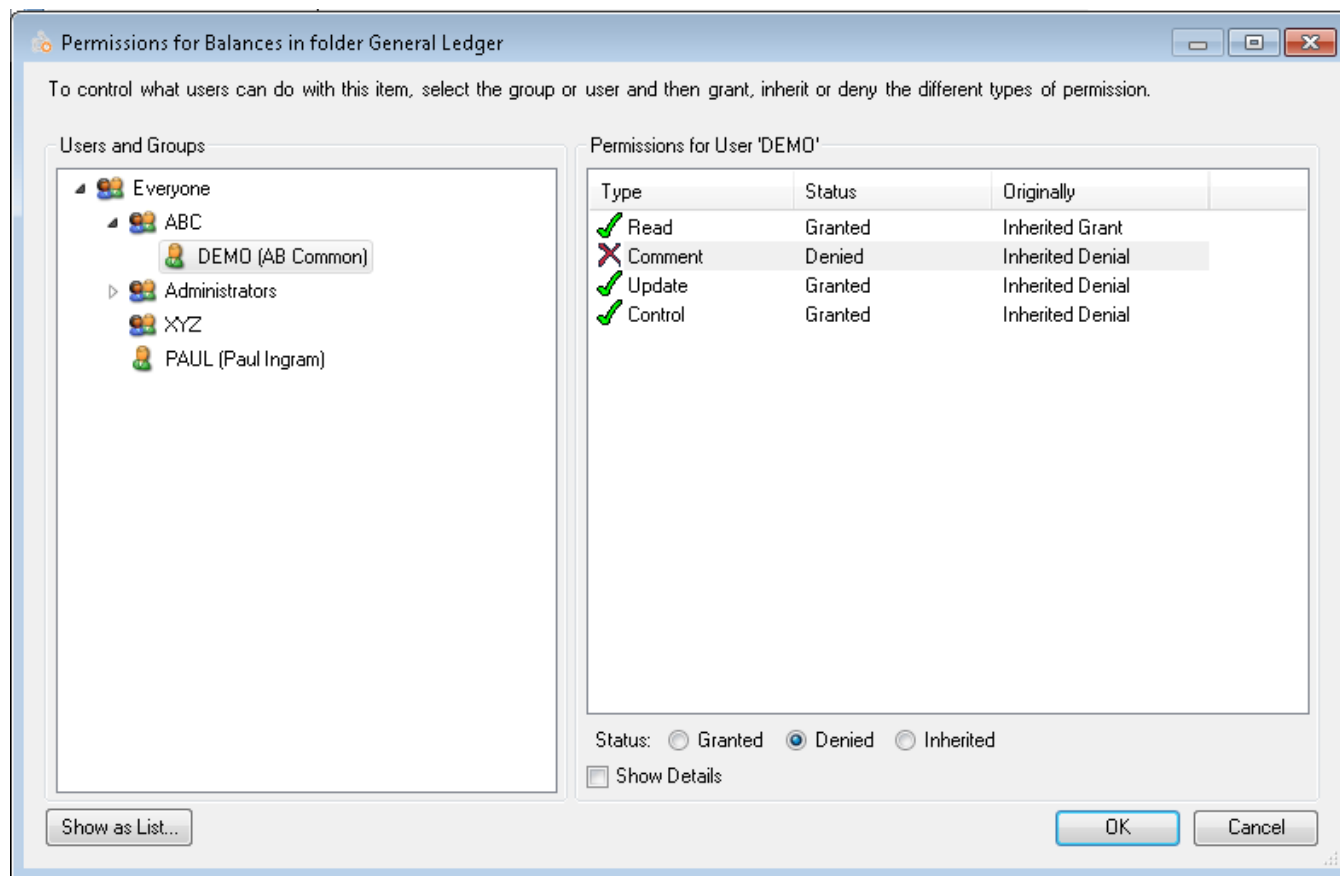 Permissions for Balances in folder General Ledger
To control what users can do with this item, select the group or user and then grant, inherit or deny the different types of permission.
Users and Groups
Everyone
ABC
DEMO (AB Common)
Administrators
XYZ
PAUL (Paul Ingram)
Permissions for User 'DEMO'
Type Status Originally
Read Granted Inherited Grant
Comment Denied Inherited Denial
Update Granted Inherited Denial
Control Granted Inherited Denial
Status: Granted Denied Inherited
Show Details
Show as List... OK Cancel